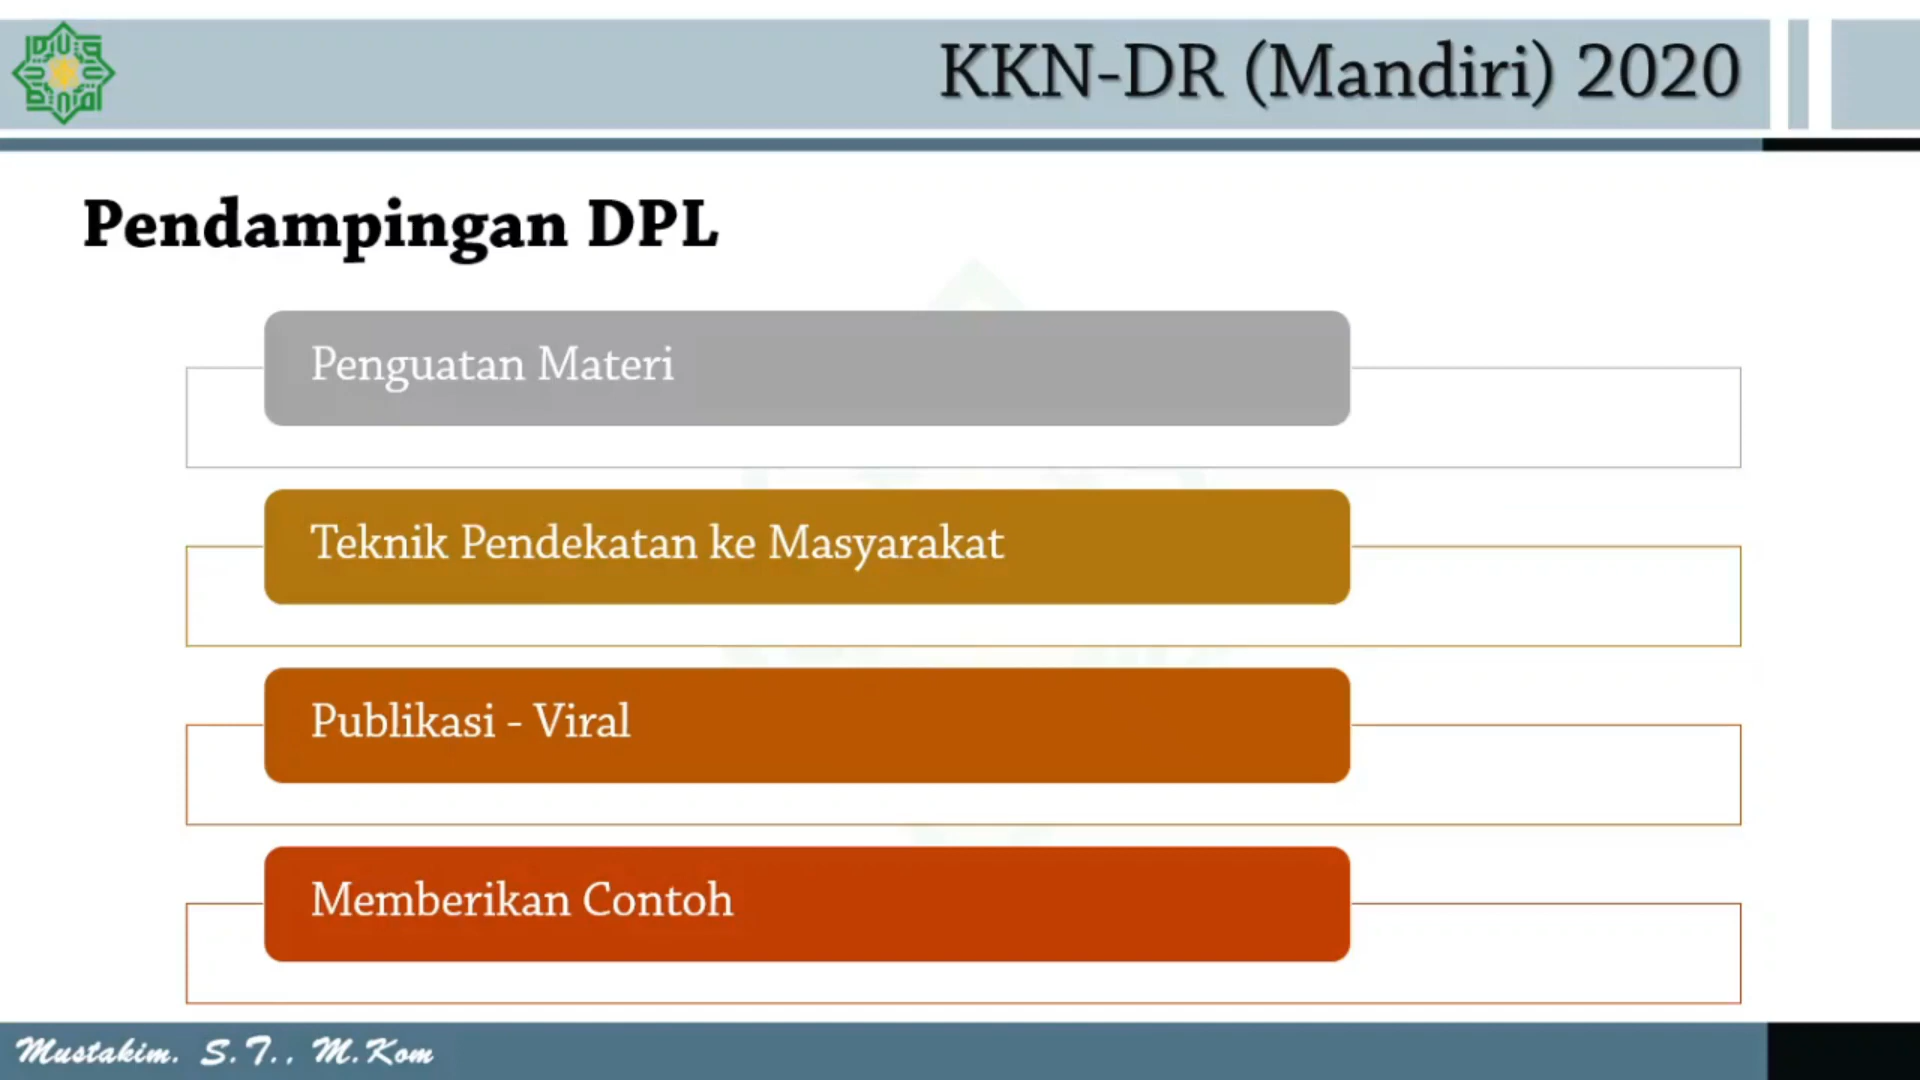 KKN-DR (Mandiri) 2020
Pendampingan DPL
Penguatan Materi
Teknik Pendekatan ke Masyarakat
Publikasi - Viral
Memberikan Contoh
Mustakim. S.T., M.Kom